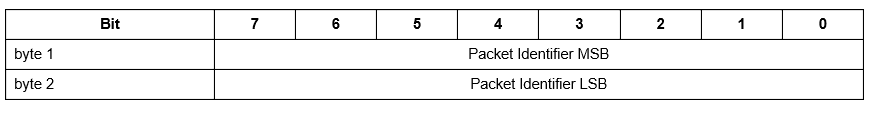 Bit 7 6 5 4 3 2 1 0
byte 1 Packet Identifier MSB
byte 2 Packet Identifier LSB